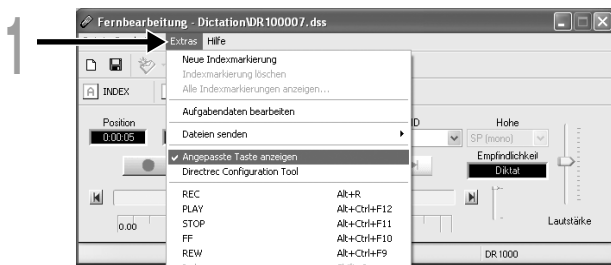 1
Fernbearbeitung - Dictation\DR100007.dss
Extras Hilfe
Neue Indexmarkierung
Indexmarkierung löschen
Alle Indexmarkierungen anzeigen...
Aufgabendaten bearbeiten
Dateien senden
Angepasste Taste anzeigen
Directrec Configuration Tool
REC Alt+R
PLAY Alt+Ctrl+F12
STOP Alt+Ctrl+F11
FF Alt+Ctrl+F10
REW Alt+Ctrl+F9
A INDEX
Position
0:00:05
0.00
ID
Hohe
SP (mono)
Empfindlichkeit
Diktat
Lautstärke
DR1000